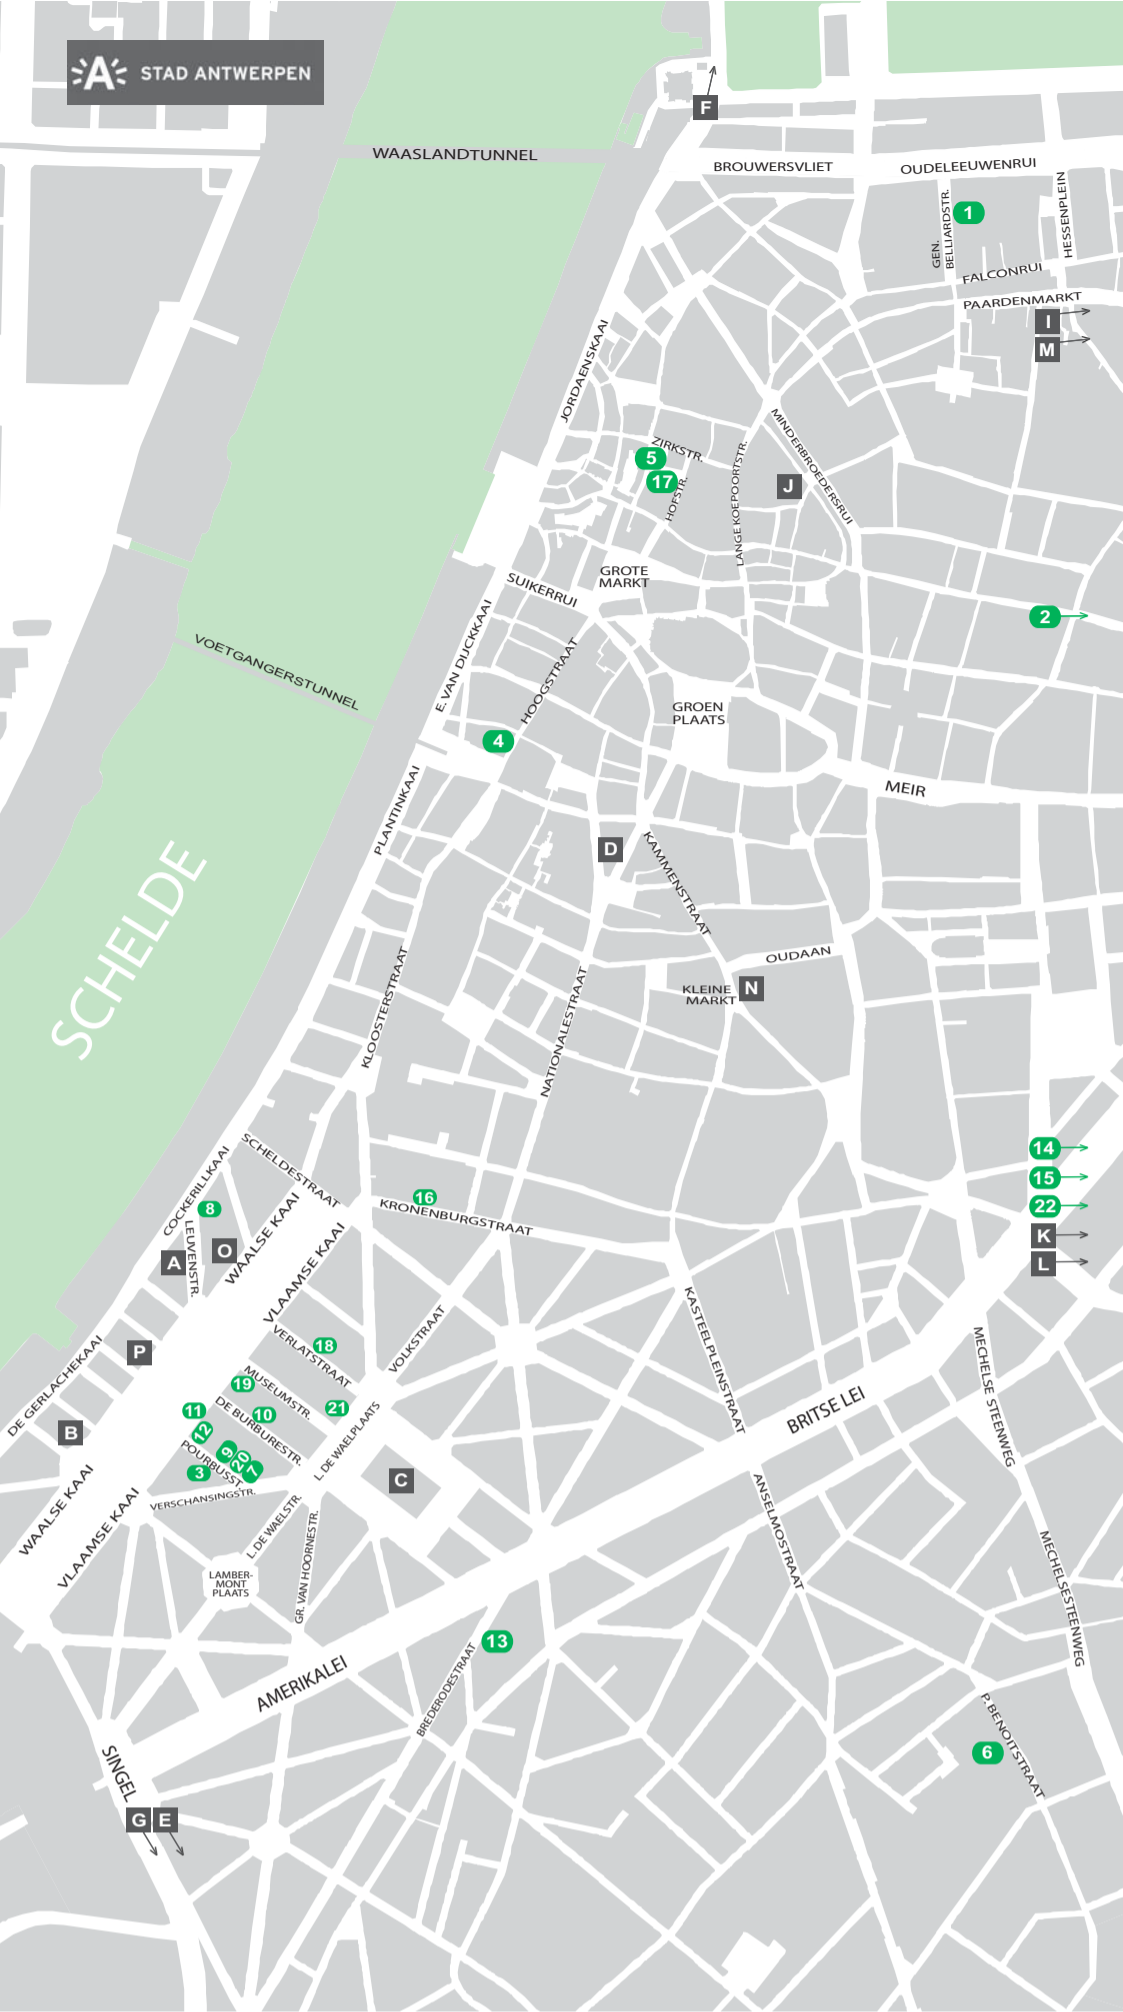 STAD ANTWERPEN
F
WAASLANDTUNNEL
BROUWERSVLIET
OUDELEEUWENRUI
1
GEN.
BELLIARDSTR.
HESSENPLEIN
FALCONRUI
PAARDENMARKT
I
M
JORDAENSKAAI
MINDERBROEDERSRUI
ZIRKSTR.
5
17
HOFSTR.
LANGE KOEPOORTSTR.
J
GROTE
MARKT
SUIKERRUI
2
E. VAN DIJCKKAAI
VOETGANGERSTUNNEL
HOOGSTRAAT
GROEN
PLAATS
4
MEIR
PLANTINKAAI
SCHELDE
D
KAMMENSTRAAT
OUDAAN
KLEINE
MARKT
N
KLOOSTERSTRAAT
NATIONALESTRAAT
14
15
22
K
L
SCHELDESTRAAT
COCKERILLKAAI
16
KRONENBURGSTRAAT
8
LEUVENSTR.
A
O
WAALSE KAAI
VLAAMSE KAAI
P
VERLATSTRAAT
18
VOLKSTRAAT
KASTEELPLEINSTRAAT
MECHELSE STEENWEG
DE GERLACHEKAAI
MUSEUMSTR.
19
DE BURBURESTR.
10
21
L. DE WAELPLAATS
BRITSE LEI
11
12
9
20
7
POURBUSST.
3
B
C
VERSCHANSINGSTR.
WAALSE KAAI
VLAAMSE KAAI
L. DE WAELSTR.
GR. VAN HOORNESTR.
ANSELMOSTRAAT
MECHELSESTEENWEG
LAMBER-
MONT
PLAATS
13
BREDERODESTRAAT
AMERIKALEI
SINGEL
P. BENOITSTRAAT
6
G
E